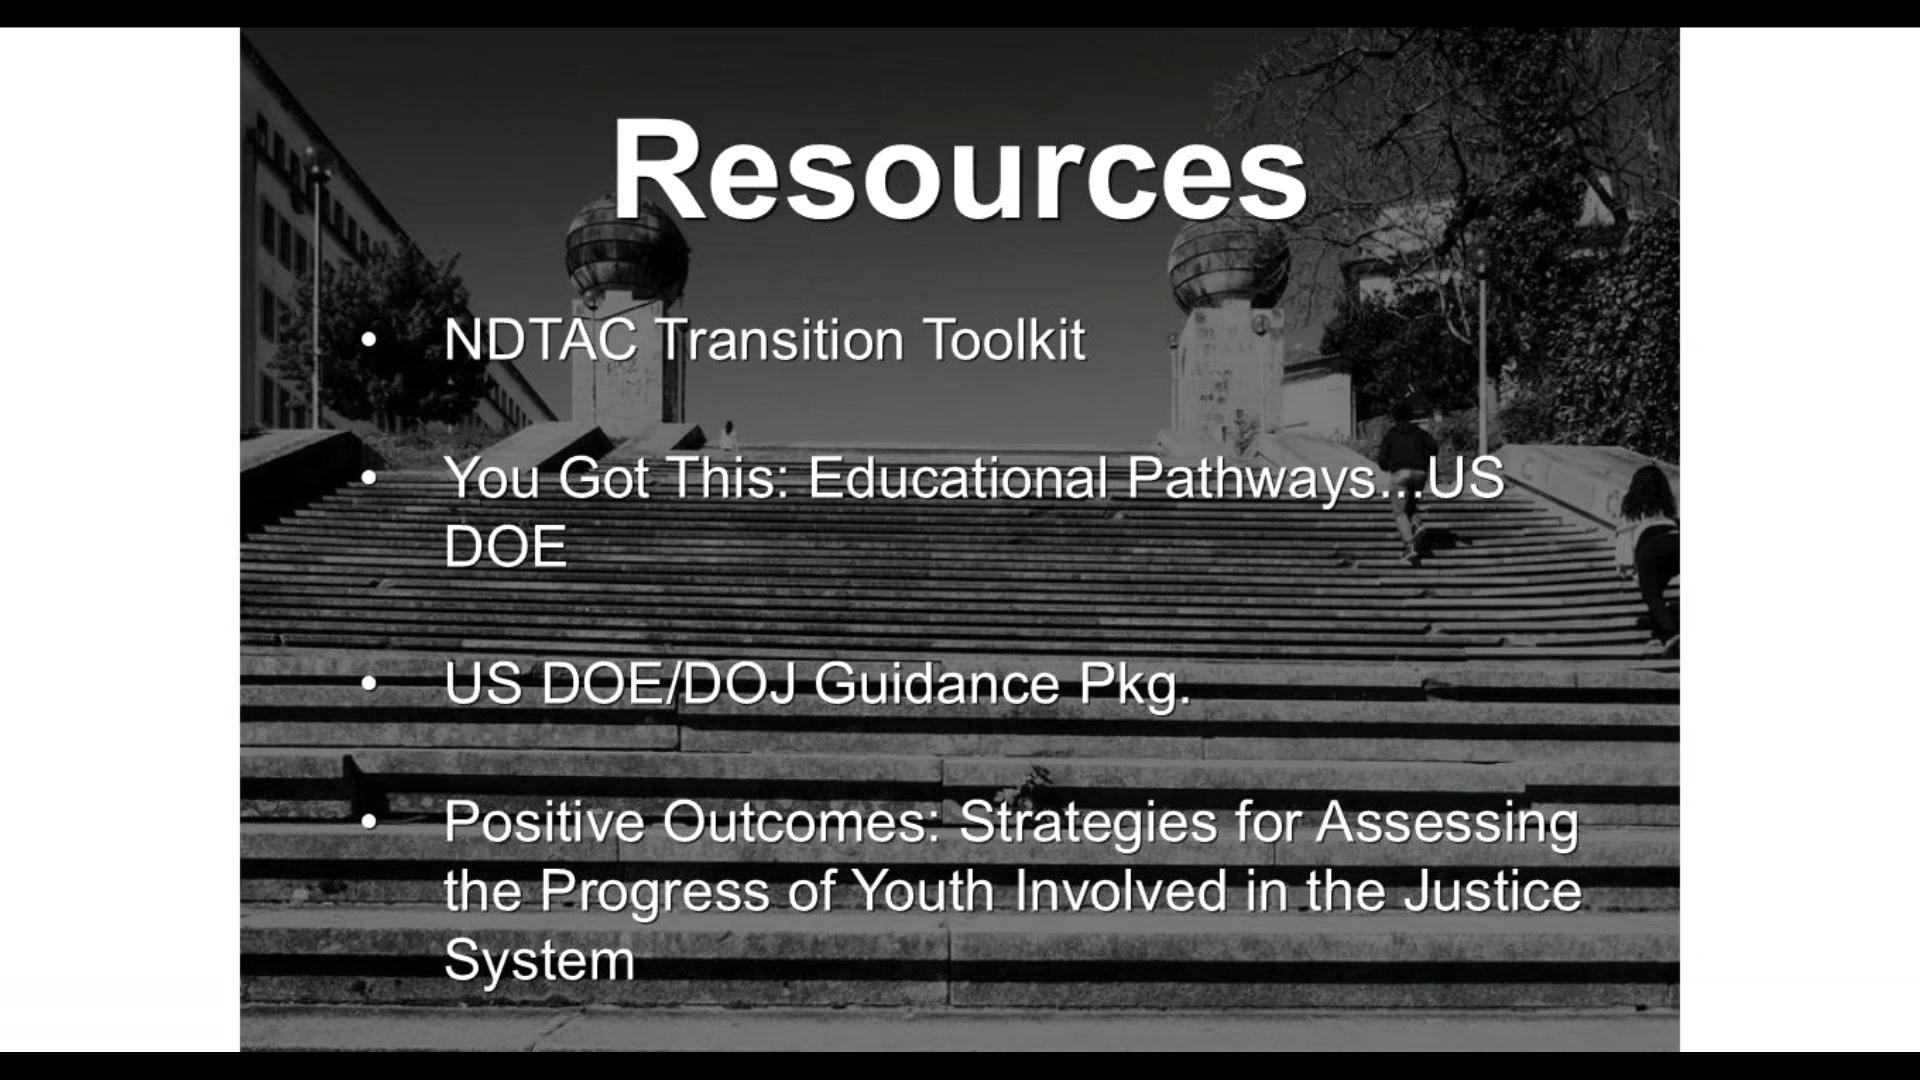 Resources
• NDTAC Transition Toolkit
• You Got This: Educational Pathways...US
DOE
• US DOE/DOJ Guidance Pkg.
• Positive Outcomes: Strategies for Assessing
the Progress of Youth Involved in the Justice
System